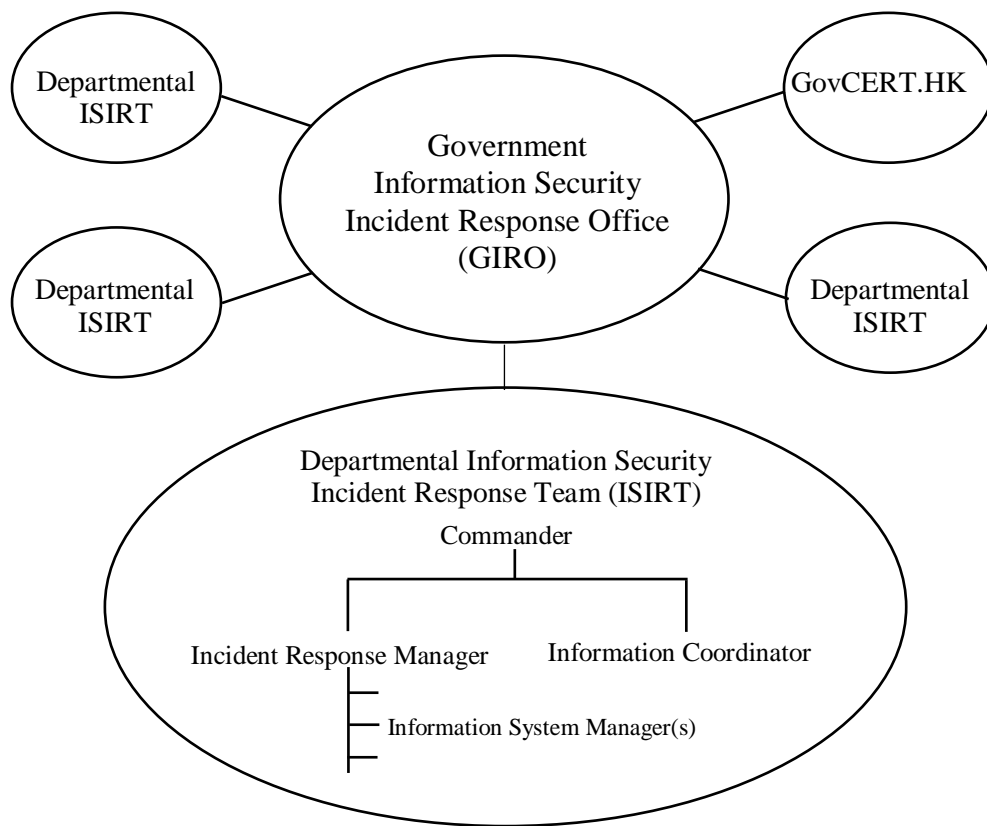 Departmental
ISIRT
GovCERT.HK
Government
Information Security
Incident Response Office
(GIRO)
Departmental
ISIRT
Departmental
ISIRT
Departmental Information Security
Incident Response Team (ISIRT)
Commander
Incident Response Manager
Information Coordinator
Information System Manager(s)